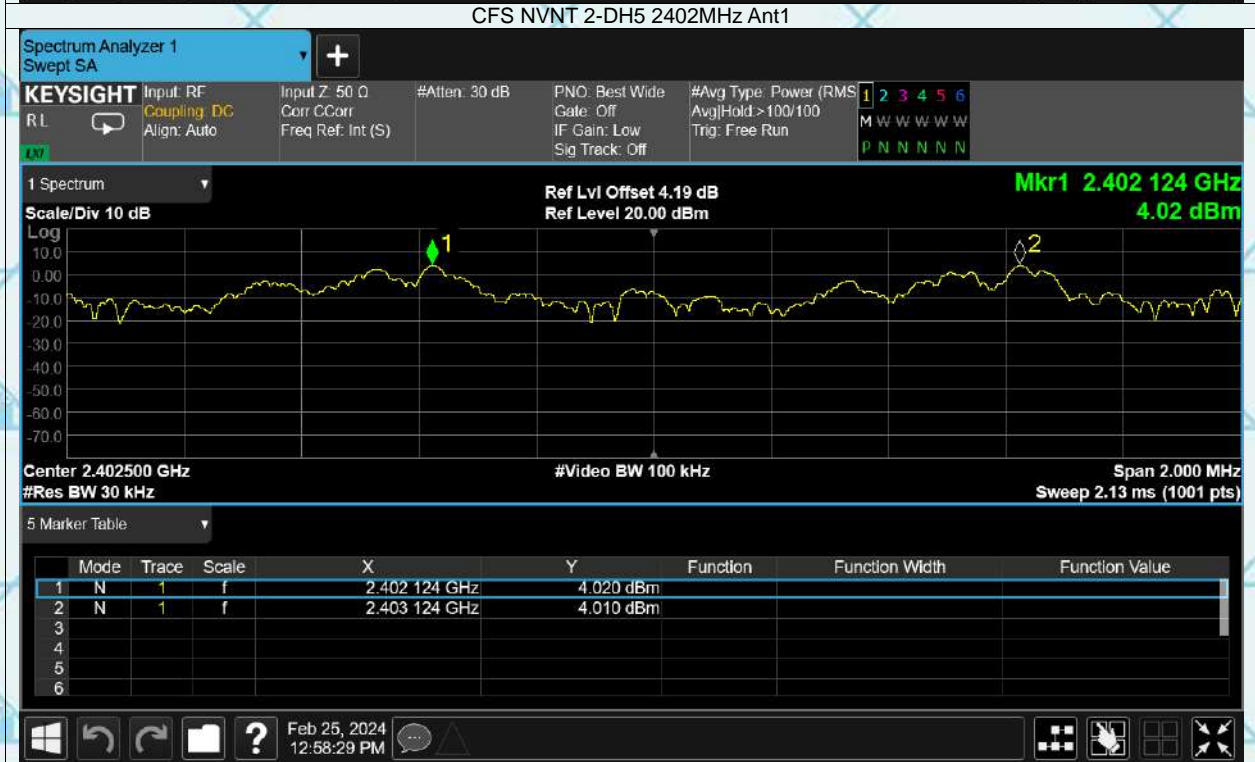 CFS NVNT 2-DH5 2402MHz Ant1
Spectrum Analyzer 1
Swept SA
+
KEYSIGHT
RL
LXI
Input: RF
Coupling: DC
Align: Auto
Input Z: 50 Ω
Corr CCorr
Freq Ref: Int (S)
#Atten: 30 dB
PNO: Best Wide
Gate: Off
IF Gain: Low
Sig Track: Off
#Avg Type: Power (RMS
Avg|Hold:>100/100
Trig: Free Run
1 2 3 4 5 6
M W W W W W
P N N N N N
1 Spectrum
Scale/Div 10 dB
Ref Lvl Offset 4.19 dB
Ref Level 20.00 dBm
Mkr1 2.402 124 GHz
4.02 dBm
Log
10.0
0.00
-10.0
-20.0
-30.0
-40.0
-50.0
-60.0
-70.0
1
2
Center 2.402500 GHz
#Res BW 30 kHz
#Video BW 100 kHz
Span 2.000 MHz
Sweep 2.13 ms (1001 pts)
5 Marker Table
Mode Trace Scale X Y Function Function Width Function Value
1 N 1 f 2.402 124 GHz 4.020 dBm
2 N 1 f 2.403 124 GHz 4.010 dBm
3
4
5
6
?
Feb 25, 2024
12:58:29 PM